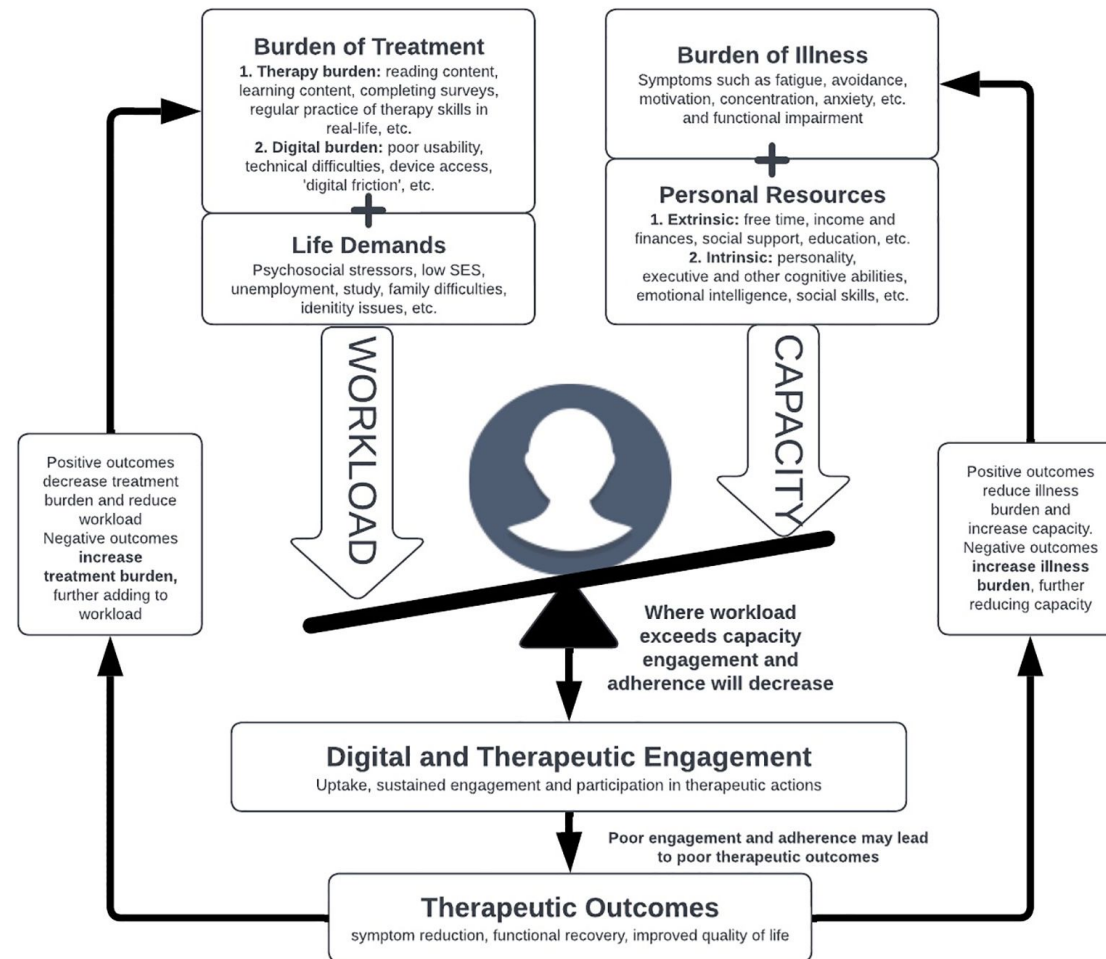 Burden of Treatment
1. Therapy burden: reading content,
learning content, completing surveys,
regular practice of therapy skills in
real-life, etc.
2. Digital burden: poor usability,
technical difficulties, device access,
'digital friction', etc.
+
Life Demands
Psychosocial stressors, low SES,
unemployment, study, family difficulties,
idenitity issues, etc.
WORKLOAD
Burden of Illness
Symptoms such as fatigue, avoidance,
motivation, concentration, anxiety, etc.
and functional impairment
+
Personal Resources
1. Extrinsic: free time, income and
finances, social support, education, etc.
2. Intrinsic: personality,
executive and other cognitive abilities,
emotional intelligence, social skills, etc.
CAPACITY
Positive outcomes
decrease treatment
burden and reduce
workload
Negative outcomes
increase
treatment burden,
further adding to
workload
Positive outcomes
reduce illness
burden and
increase capacity.
Negative outcomes
increase illness
burden, further
reducing capacity
Where workload
exceeds capacity
engagement and
adherence will decrease
Digital and Therapeutic Engagement
Uptake, sustained engagement and participation in therapeutic actions
Poor engagement and adherence may lead
to poor therapeutic outcomes
Therapeutic Outcomes
symptom reduction, functional recovery, improved quality of life